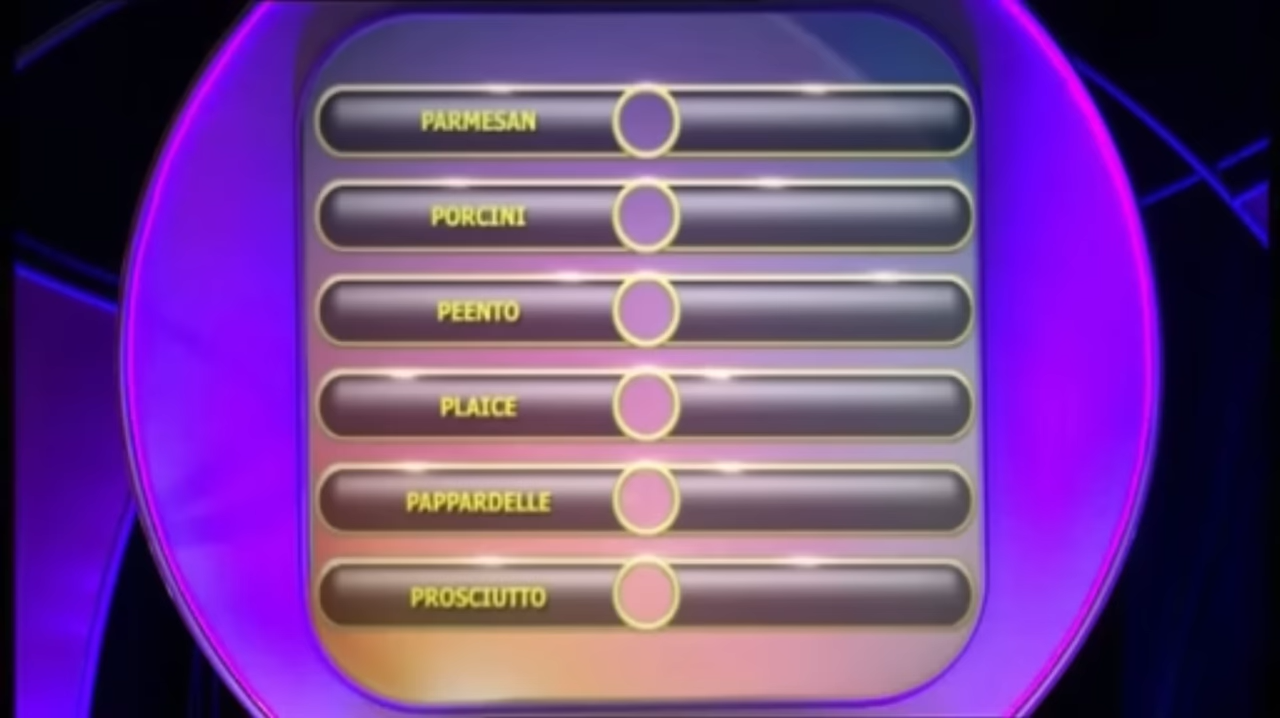 PARMESAN
PORCINI
PEENTO
PLAICE
PAPPARDELLE
PROSCIUTTO